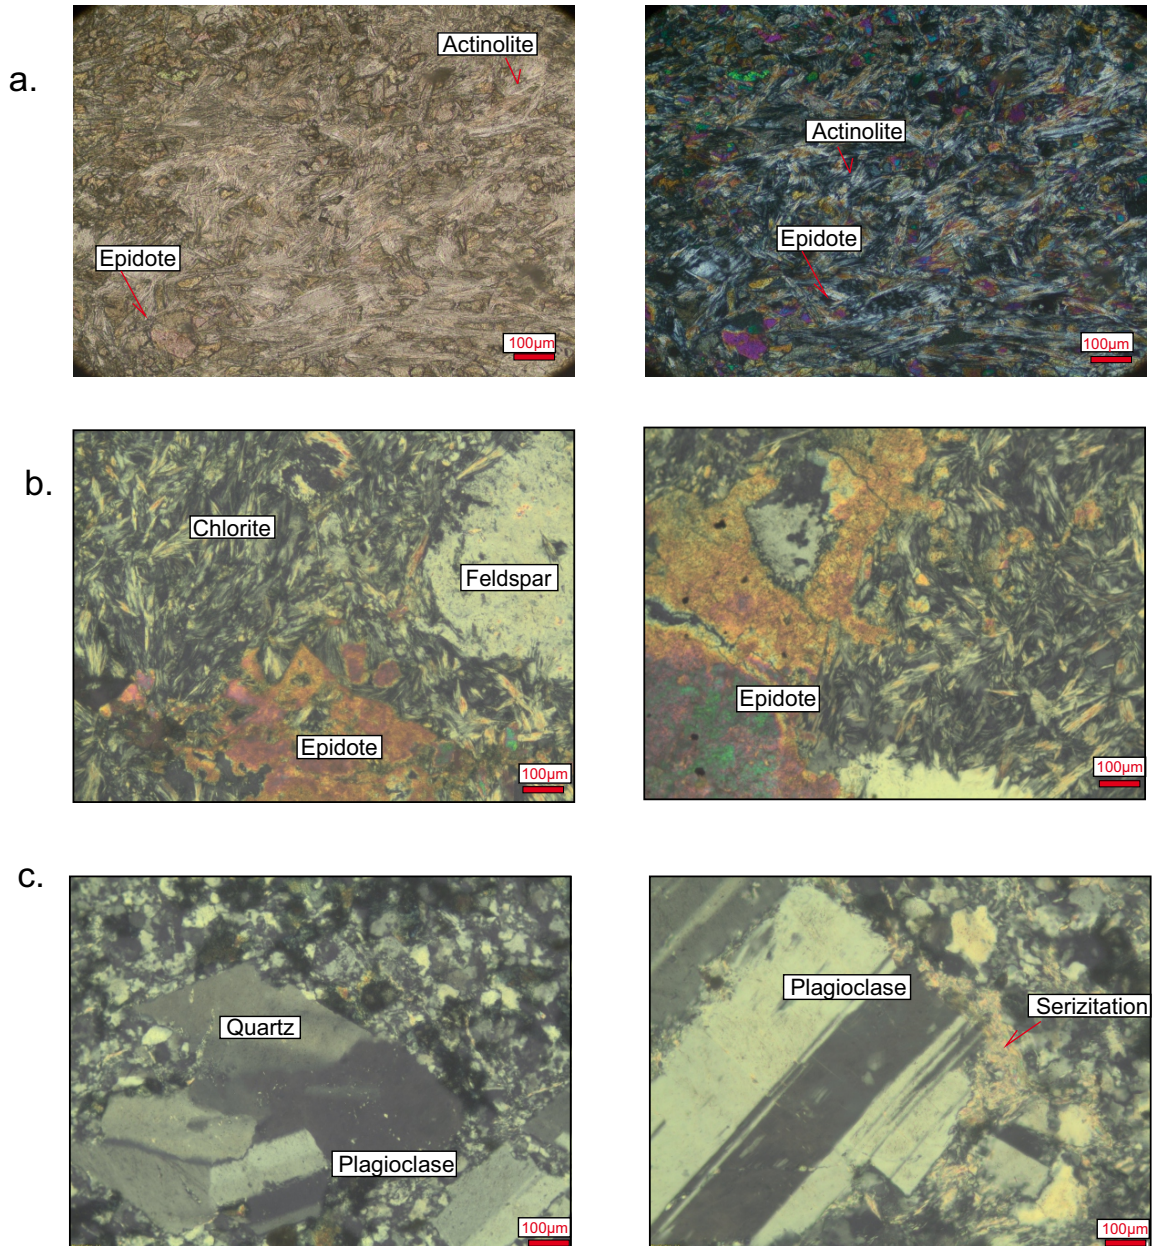 a.
Actinolite
Epidote
100µm
Actinolite
Epidote
100µm
b.
Chlorite
Feldspar
Epidote
100µm
Epidote
100µm
c.
Quartz
Plagioclase
100µm
Plagioclase
Serizitation
100µm